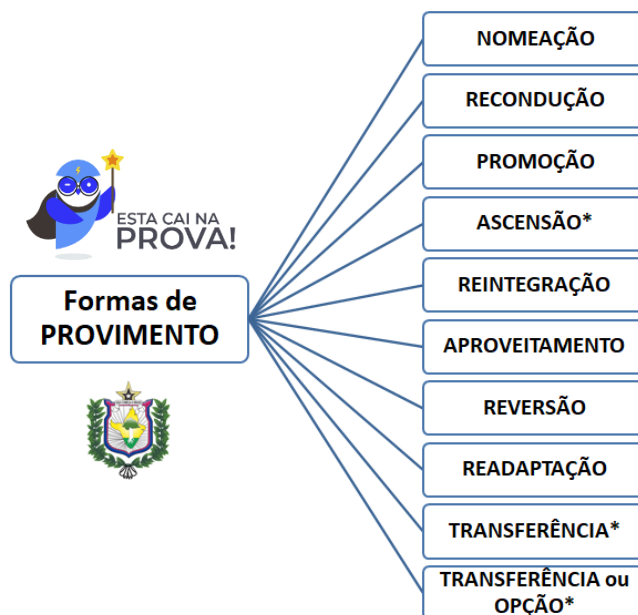 NOMEAÇÃO
RECONDUÇÃO
PROMOÇÃO
ASCENSÃO*
REINTEGRAÇÃO
APROVEITAMENTO
REVERSÃO
READAPTAÇÃO
TRANSFERÊNCIA*
TRANSFERÊNCIA ou
OPÇÃO*
ESTA CAI NA
PROVA!
Formas de
PROVIMENTO